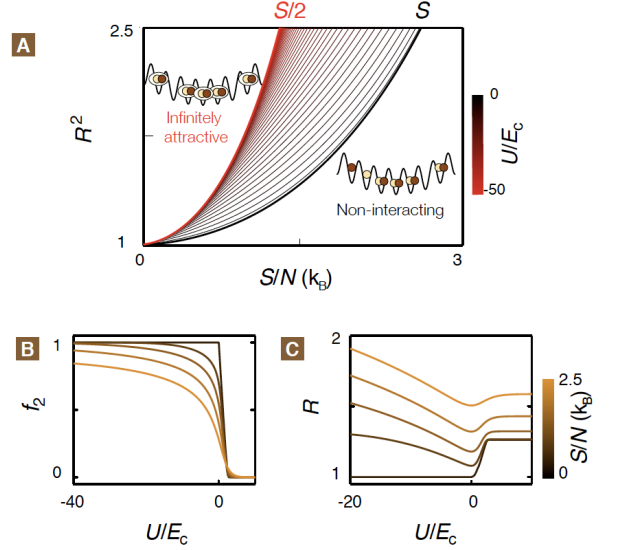 S/2
S
A
2.5
R²
1
Infinitely
attractive
Non-interacting
0
3
S/N (k_B)
0
-50
U/E_c
B
1
f₂
0
-40
0
U/E_c
C
2
R
1
-20
0
U/E_c
2.5
0
S/N (k_B)